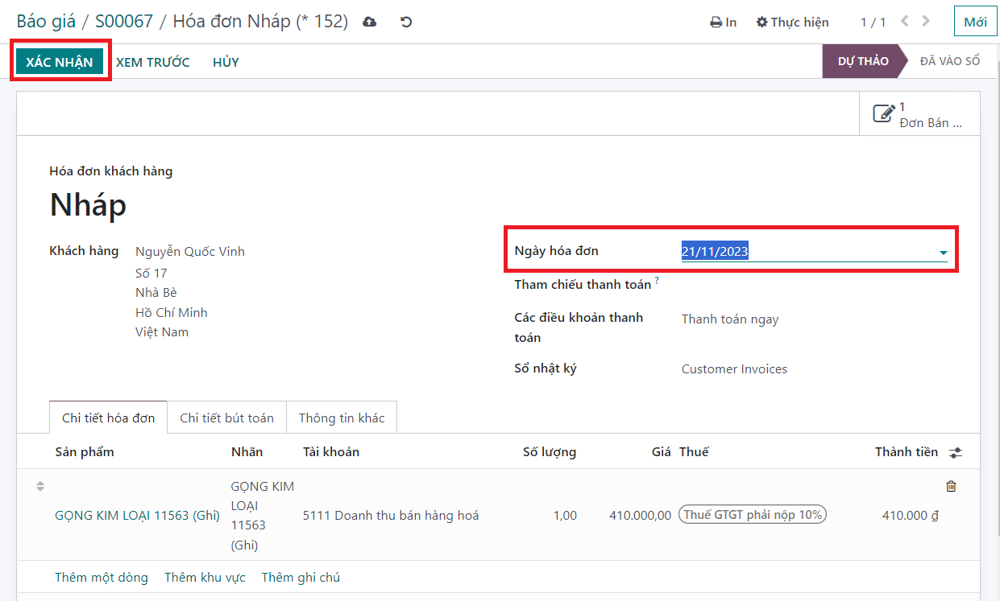 Báo giá / S00067 / Hóa đơn Nháp (* 152)
In
Thực hiện
1 / 1
Mới
XÁC NHẬN
XEM TRƯỚC
HỦY
DỰ THẢO
ĐÃ VÀO SỔ
1
Đơn Bán ...
Hóa đơn khách hàng
Nháp
Khách hàng
Nguyễn Quốc Vinh
Số 17
Nhà Bè
Hồ Chí Minh
Việt Nam
Ngày hóa đơn
21/11/2023
Tham chiếu thanh toán ?
Các điều khoản thanh
toán
Thanh toán ngay
Sổ nhật ký
Customer Invoices
Chi tiết hóa đơn
Chi tiết bút toán
Thông tin khác
Sản phẩm
Nhãn
Tài khoản
Số lượng
Giá
Thuế
Thành tiền
GỌNG KIM LOẠI 11563 (Ghi)
GỌNG KIM
LOẠI
11563
(Ghi)
5111 Doanh thu bán hàng hoá
1,00
410.000,00
Thuế GTGT phải nộp 10%
410.000 ₫
Thêm một dòng
Thêm khu vực
Thêm ghi chú